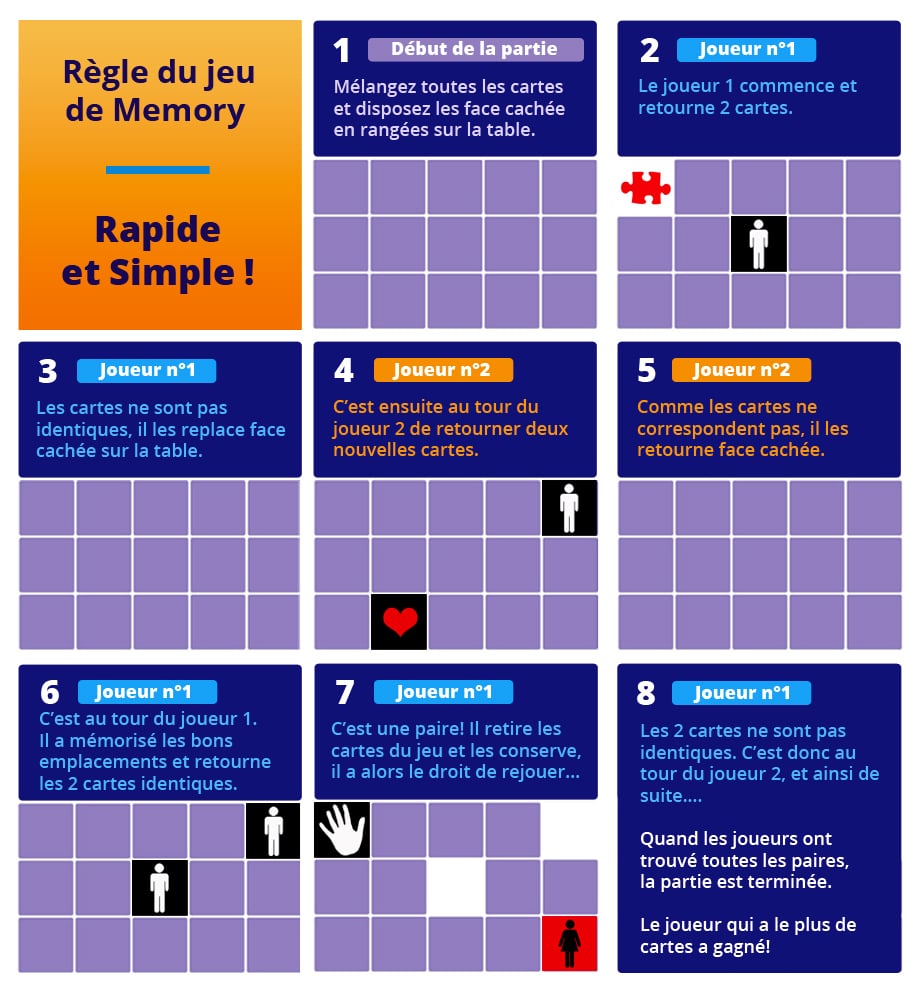 Règle du jeu
de Memory
Rapide
et Simple !
1 Début de la partie
Mélangez toutes les cartes
et disposez les face cachée
en rangées sur la table.
2 Joueur n°1
Le joueur 1 commence et
retourne 2 cartes.
3 Joueur n°1
Les cartes ne sont pas
identiques, il les replace face
cachée sur la table.
4 Joueur n°2
C’est ensuite au tour du
joueur 2 de retourner deux
nouvelles cartes.
5 Joueur n°2
Comme les cartes ne
correspondent pas, il les
retourne face cachée.
6 Joueur n°1
C’est au tour du joueur 1.
Il a mémorisé les bons
emplacements et retourne
les 2 cartes identiques.
7 Joueur n°1
C’est une paire! Il retire les
cartes du jeu et les conserve,
il a alors le droit de rejouer...
8 Joueur n°1
Les 2 cartes ne sont pas
identiques. C’est donc au
tour du joueur 2, et ainsi de
suite....
Quand les joueurs ont
trouvé toutes les paires,
la partie est terminée.
Le joueur qui a le plus de
cartes a gagné!